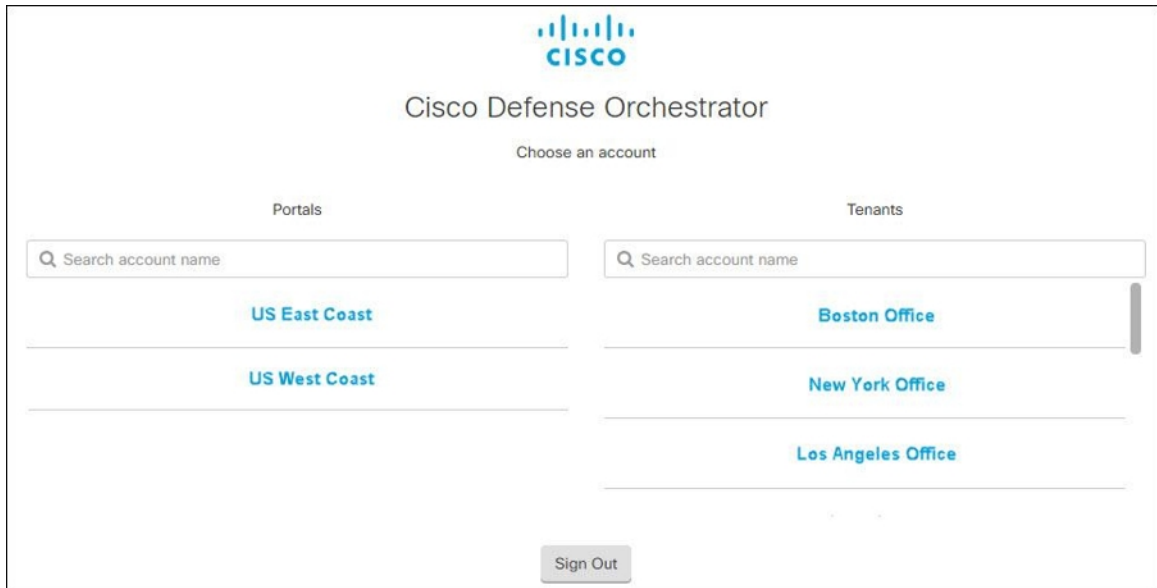 CISCO
Cisco Defense Orchestrator
Choose an account
Portals
Tenants
Search account name
Search account name
US East Coast
Boston Office
US West Coast
New York Office
Los Angeles Office
Sign Out